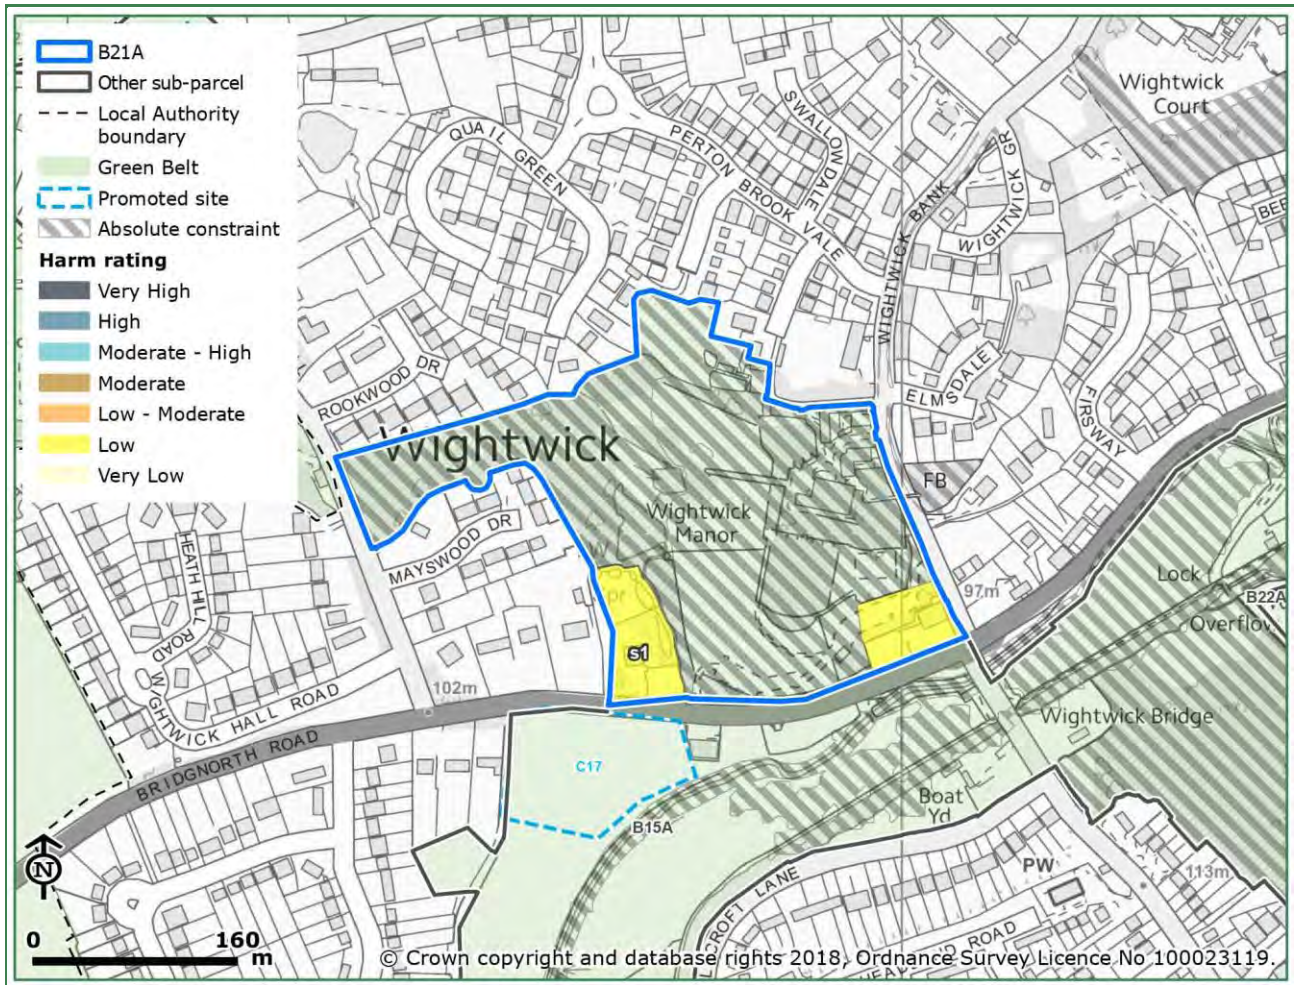 B21A
Other sub-parcel
Local Authority
boundary
Green Belt
Promoted site
Absolute constraint
Harm rating
Very High
High
Moderate - High
Moderate
Low - Moderate
Low
Very Low
Wightwick
Court
SWALLOWDALE
QUAIL GREEN
PERTON BROOK VALE
WIGHTWICK BANK
WIGHTWICK GR
BEE
ROOKWOOD DR
ELMSDALE
FIRSWAY
Wightwick
FB
Wightwick
Manor
MAYSWOOD DR
HEATH HILL
ROAD
WIGHTWICK HALL ROAD
97m
Lock
B22A
Overflow
s1
102m
Wightwick Bridge
BRIDGNORTH ROAD
C17
Boat
Yd
B15A
PW
113m
LCROFT LANE
ROAD
N
0 160
m
© Crown copyright and database rights 2018, Ordnance Survey Licence No 100023119.